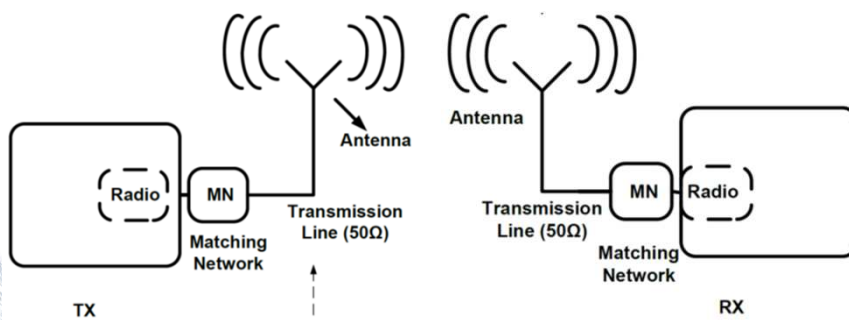 Antenna
Radio
MN
Matching
Network
Transmission
Line (50Ω)
TX
Antenna
Transmission
Line (50Ω)
MN
Radio
Matching
Network
RX